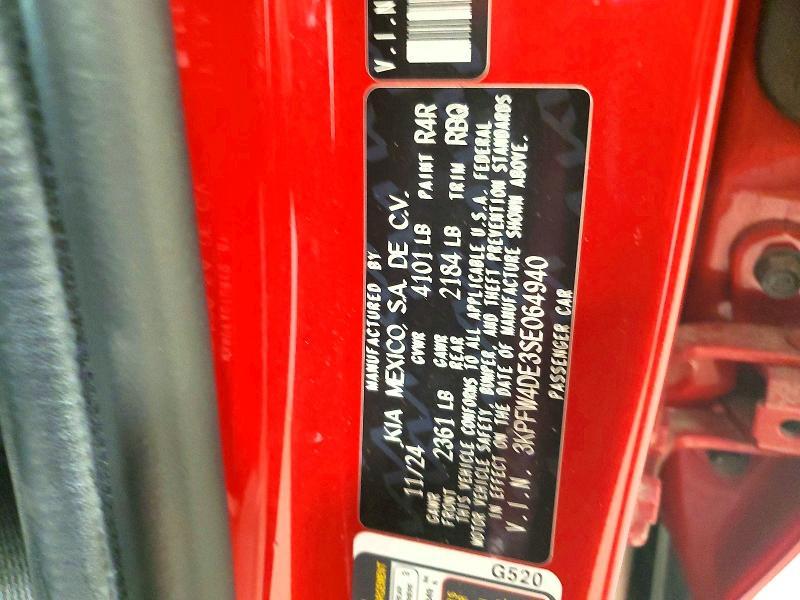 V.I.N
MANUFACTURED BY
KIA MEXICO, S.A. DE C.V.
11/24 GVWR 4101 LB PAINT R4R
GAWR FRONT 2361 LB GAWR REAR 2184 LB TRIM RBQ
THIS VEHICLE CONFORMS TO ALL APPLICABLE U.S.A. FEDERAL
MOTOR VEHICLE SAFETY, BUMPER, AND THEFT PREVENTION STANDARDS
IN EFFECT ON THE DATE OF MANUFACTURE SHOWN ABOVE.
V.I.N. 3KPFW4DE3SE064940
PASSENGER CAR
G520